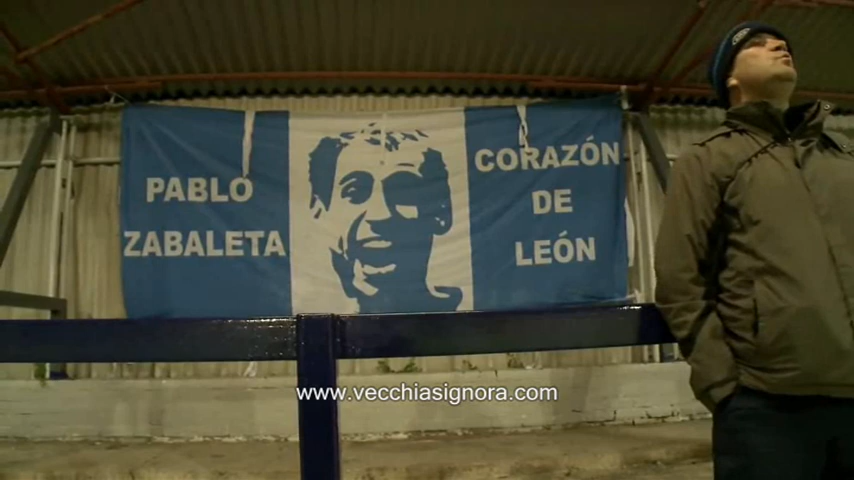 PABLO
ZABALETA
CORAZÓN
DE
LEÓN
www.vecchiasignora.com